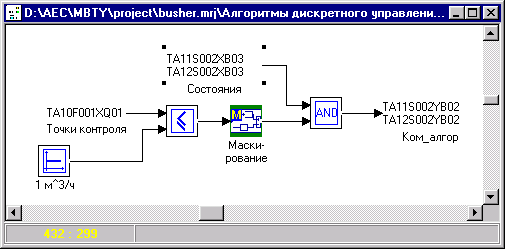 D:\AEC\MBTY\project\busher.mrj\Алгоритмы дискретного управлени...
TA11S002XB03
TA12S002XB03
Состояния
TA10F001XQ01
Точки контроля
≤
AND
TA11S002YB02
TA12S002YB02
Ком_алгор
Маски-
рование
1 м^3/ч
432 : 299